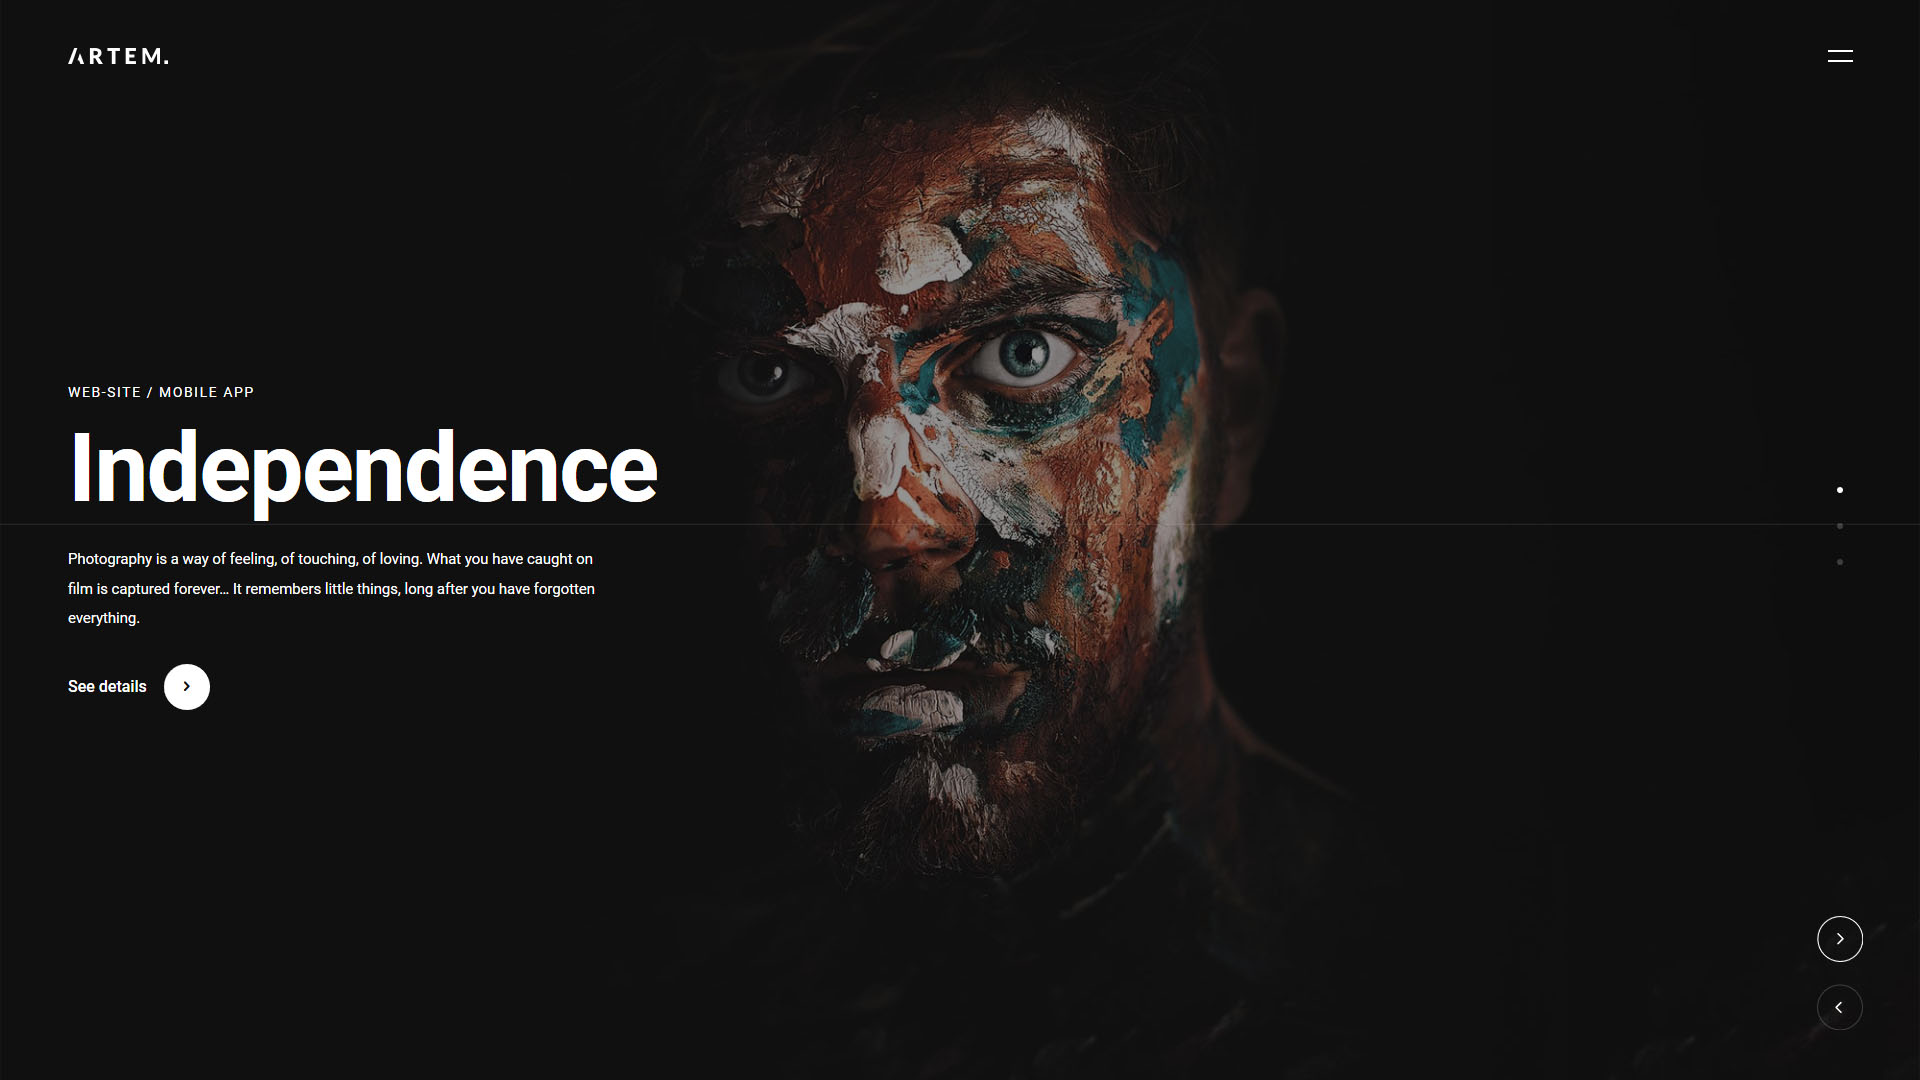 ARTEM.
WEB-SITE / MOBILE APP
Independence
Photography is a way of feeling, of touching, of loving. What you have caught on
film is captured forever... It remembers little things, long after you have forgotten
everything.
See details